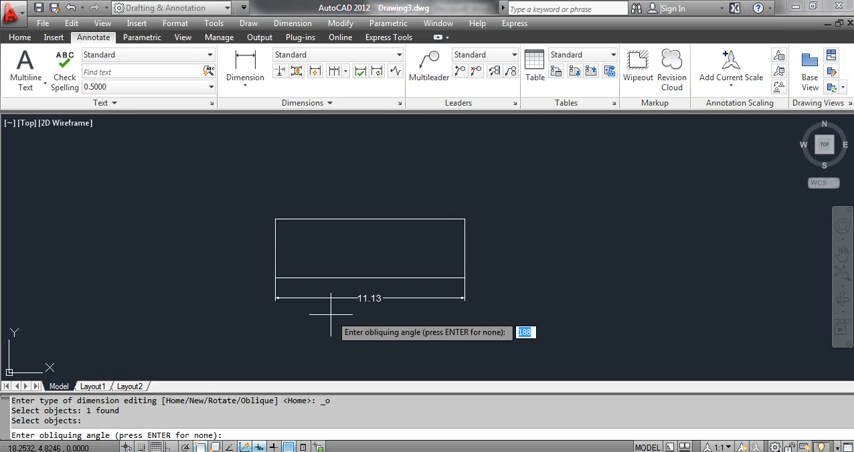 Drafting & Annotation
AutoCAD 2012 Drawing3.dwg
Type a keyword or phrase
Sign In
File Edit View Insert Format Tools Draw Dimension Modify Parametric Window Help Express
Home Insert Annotate Parametric View Manage Output Plug-ins Online Express
Multiline
Text
ABC
Check
Spelling
Standard
Find text
0.5000
Text
Dimension
Standard
Dimensions
Multileader
Standard
Leaders
Table
Standard
Tables
Wipeout
Revision
Cloud
Markup
Add Current Scale
Annotation Scaling
Base
View
Drawing Views
[−] [Top] [2D Wireframe]
N
W TOP E
S
WCS
11.13
Enter obliquing angle (press ENTER for none): 188
Y
X
Model Layout1 Layout2
Enter type of dimension editing [Home/New/Rotate/Oblique] <Home>: _o
Select objects: 1 found
Select objects:
Enter obliquing angle (press ENTER for none):
18.2532, 4.8246, 0.0000
MODEL
1:1